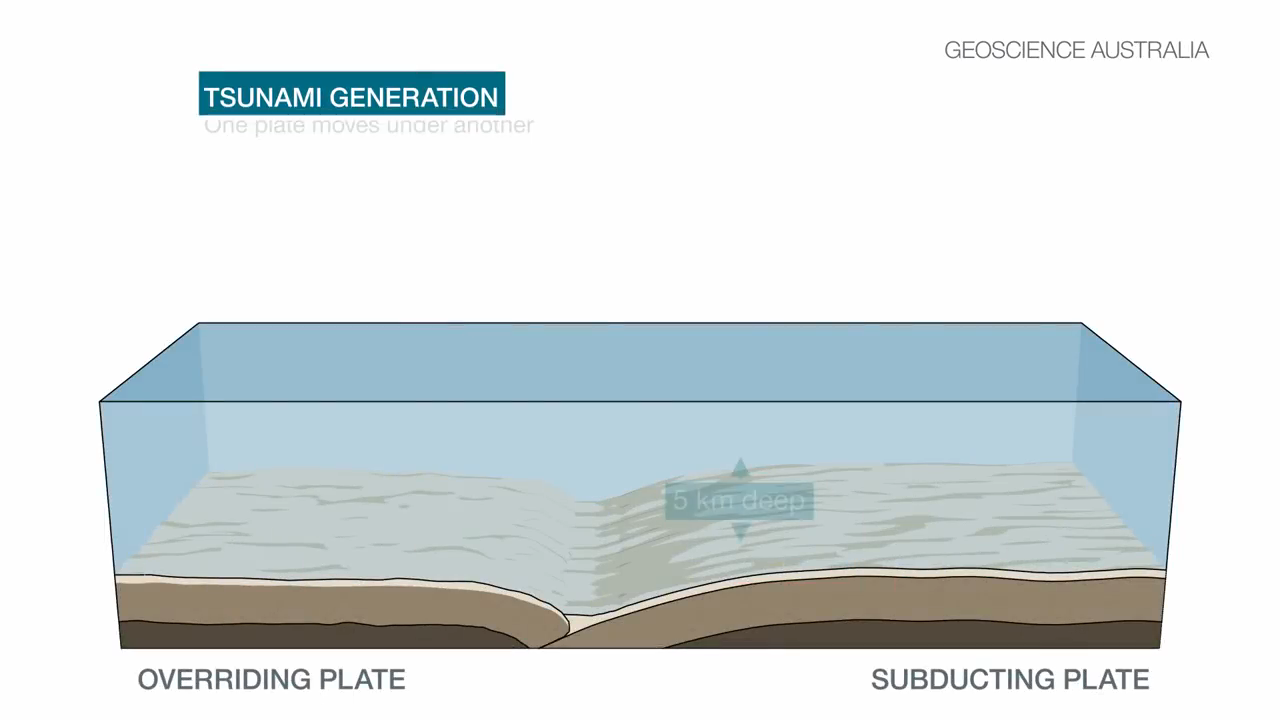 GEOSCIENCE AUSTRALIA
TSUNAMI GENERATION
One plate moves under another
5 km deep
OVERRIDING PLATE
SUBDUCTING PLATE